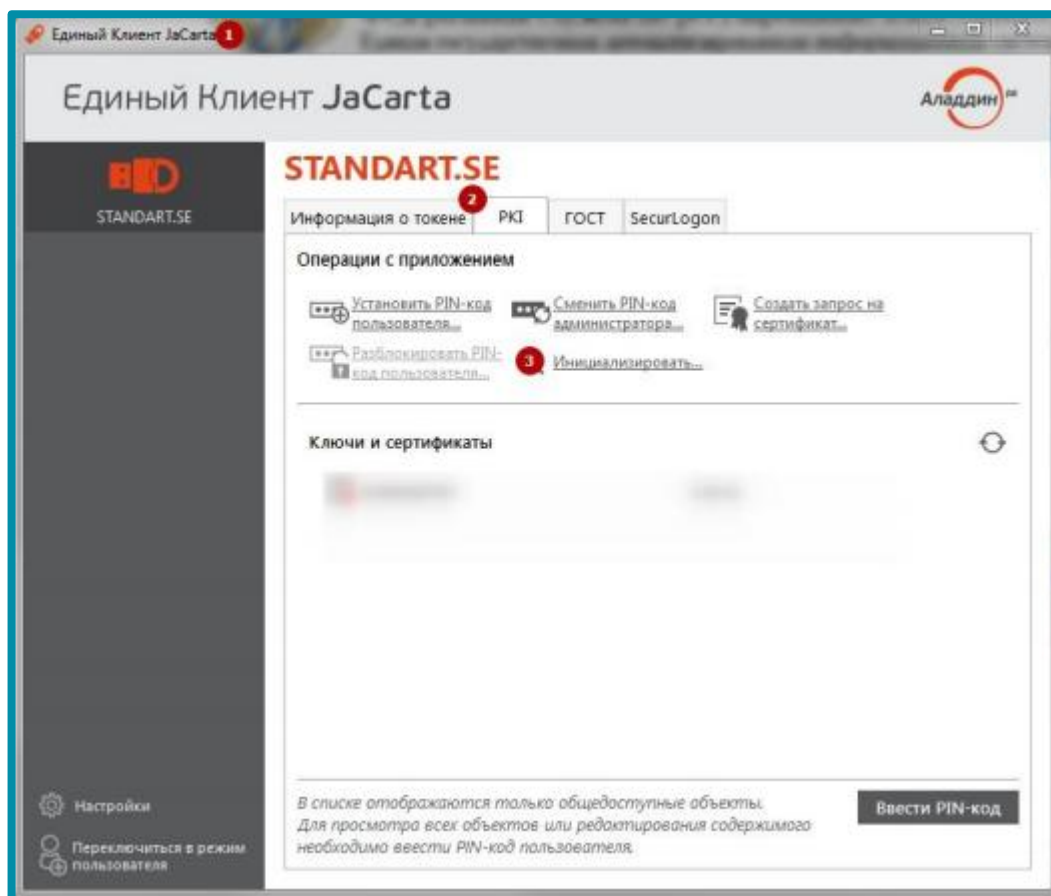 Единый Клиент JaCarta 1
Единый Клиент JaCarta
Аладдин
STANDART.SE
STANDART.SE
2
Информация о токене PKI ГОСТ SecurLogon
Операции с приложением
Установить PIN-код пользователя...
Сменить PIN-код администратора...
Создать запрос на сертификат...
Разблокировать PIN-код пользователя...
3 Инициализировать...
Ключи и сертификаты
Настройки
Переключиться в режим
пользователя
В списке отображаются только общедоступные объекты.
Для просмотра всех объектов или редактирования содержимого
необходимо ввести PIN-код пользователя.
Ввести PIN-код